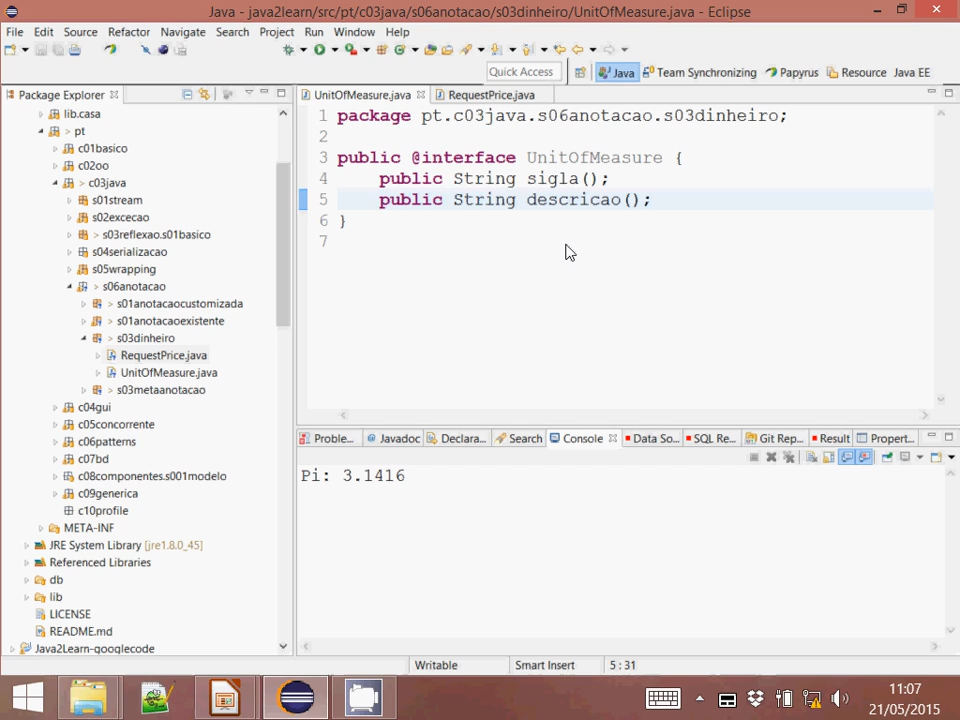 Java - java2learn/src/pt/c03java/s06anotacao/s03dinheiro/UnitOfMeasure.java - Eclipse
File Edit Source Refactor Navigate Search Project Run Window Help
Quick Access Java Team Synchronizing Papyrus Resource Java EE
Package Explorer
lib.casa
> pt
c01basico
c02oo
> c03java
s01stream
s02excecao
> s03reflexao.s01basico
s04serializacao
s05wrapping
> s06anotacao
> s01anotacaocustomizada
> s01anotacaoexistente
> s03dinheiro
RequestPrice.java
UnitOfMeasure.java
> s03metaanotacao
c04gui
c05concorrente
c06patterns
c07bd
c08componentes.s001modelo
c09generica
c10profile
META-INF
JRE System Library [jre1.8.0_45]
Referenced Libraries
db
lib
LICENSE
README.md
Java2Learn-googlecode
UnitOfMeasure.java RequestPrice.java
1 package pt.c03java.s06anotacao.s03dinheiro;
2
3 public @interface UnitOfMeasure {
4 public String sigla();
5 public String descricao();
6 }
7
Proble... Javadoc Declara... Search Console Data So... SQL Re... Git Rep... Result Propert...
Pi: 3.1416
Writable Smart Insert 5 : 31
11:07
21/05/2015